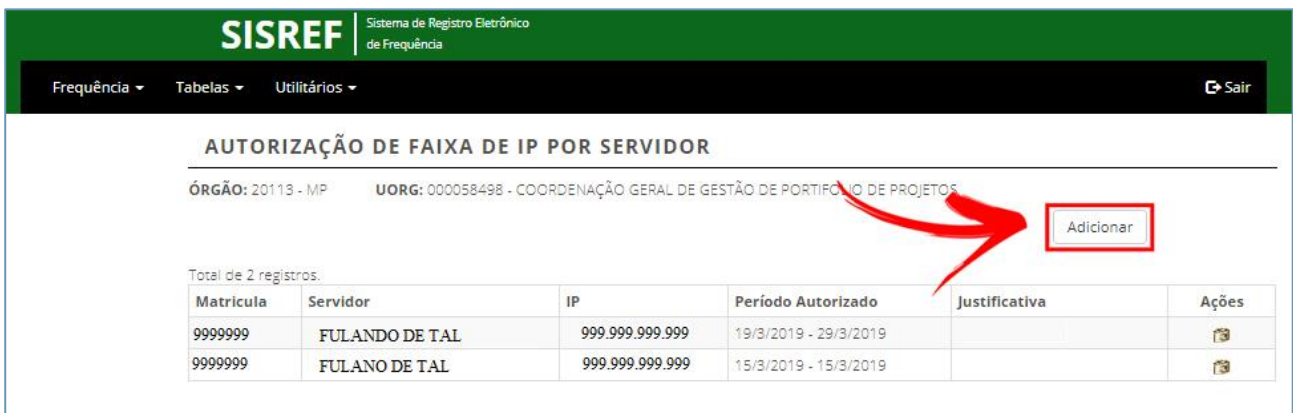 SISREF Sistema de Registro Eletrônico
de Frequência
Frequência Tabelas Utilitários Sair
AUTORIZAÇÃO DE FAIXA DE IP POR SERVIDOR
ÓRGÃO: 20113 - MP UORG: 000058498 - COORDENAÇÃO GERAL DE GESTÃO DE PORTIFOLIO DE PROJETOS
Adicionar
Total de 2 registros.
Matricula Servidor IP Período Autorizado Justificativa Ações
9999999 FULANDO DE TAL 999.999.999.999 19/3/2019 - 29/3/2019
9999999 FULANO DE TAL 999.999.999.999 15/3/2019 - 15/3/2019